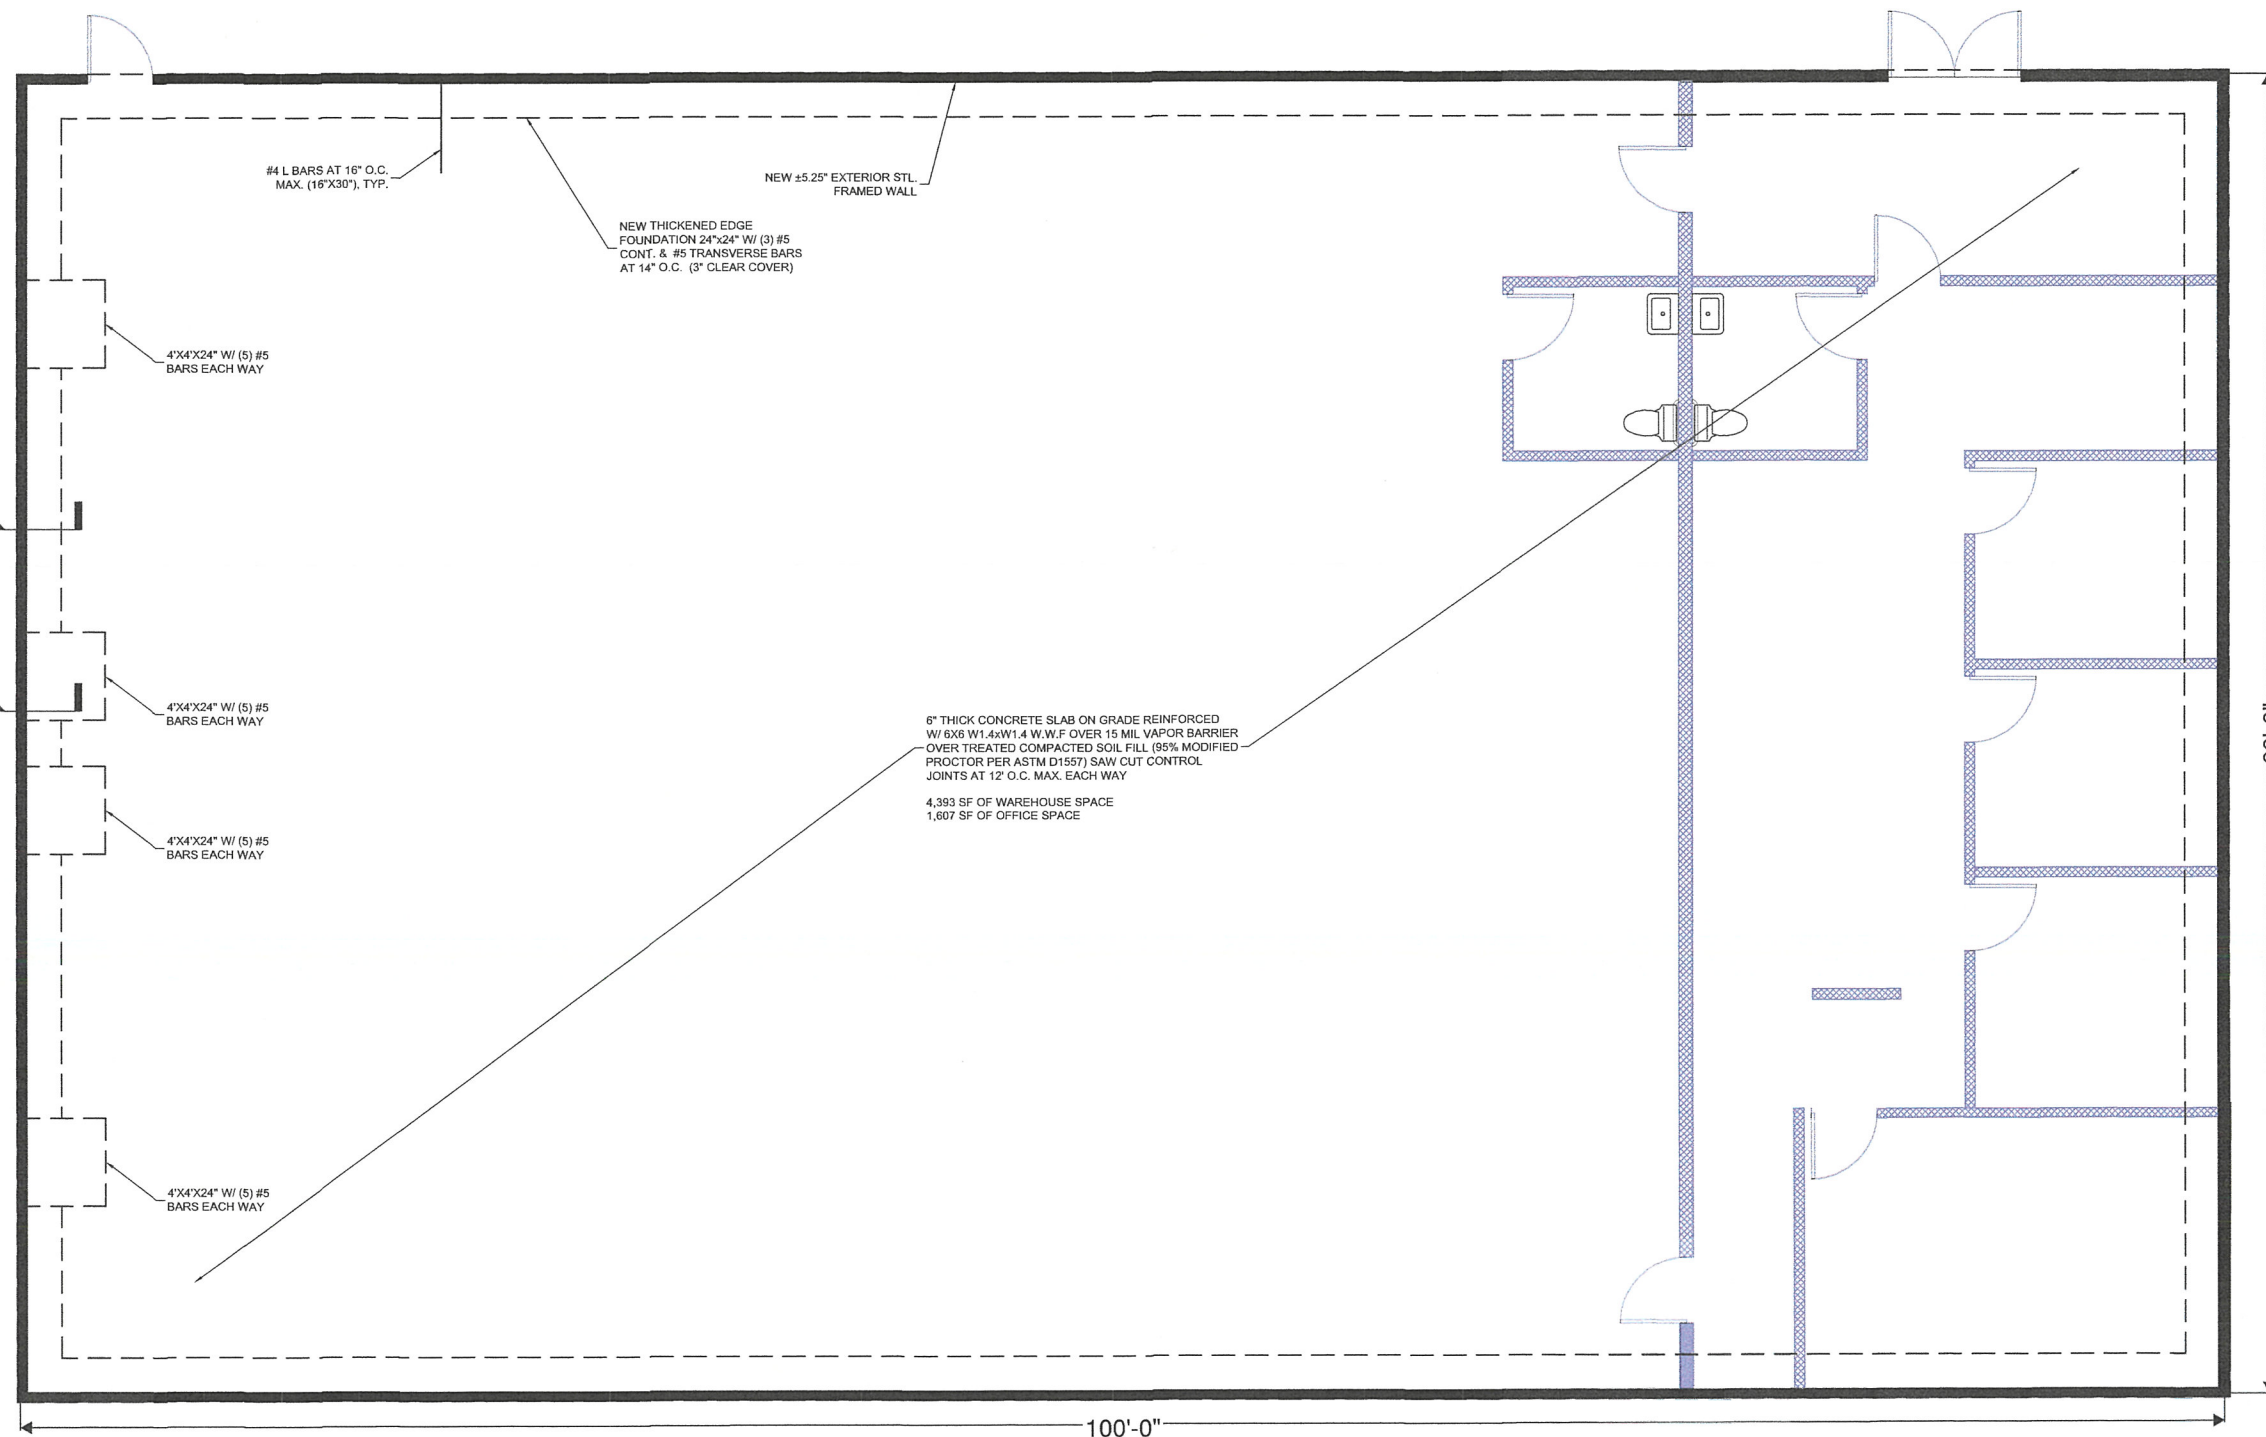 #4 L BARS AT 16" O.C.
MAX. (16"X30"), TYP.
NEW ±5.25" EXTERIOR STL.
FRAMED WALL
NEW THICKENED EDGE
FOUNDATION 24"x24" W/ (3) #5
CONT. & #5 TRANSVERSE BARS
AT 14" O.C. (3" CLEAR COVER)
4'X4'X24" W/ (5) #5
BARS EACH WAY
4'X4'X24" W/ (5) #5
BARS EACH WAY
6" THICK CONCRETE SLAB ON GRADE REINFORCED
W/ 6X6 W1.4xW1.4 W.W.F OVER 15 MIL VAPOR BARRIER
OVER TREATED COMPACTED SOIL FILL (95% MODIFIED
PROCTOR PER ASTM D1557) SAW CUT CONTROL
JOINTS AT 12' O.C. MAX. EACH WAY
4,393 SF OF WAREHOUSE SPACE
1,607 SF OF OFFICE SPACE
4'X4'X24" W/ (5) #5
BARS EACH WAY
4'X4'X24" W/ (5) #5
BARS EACH WAY
100'-0"